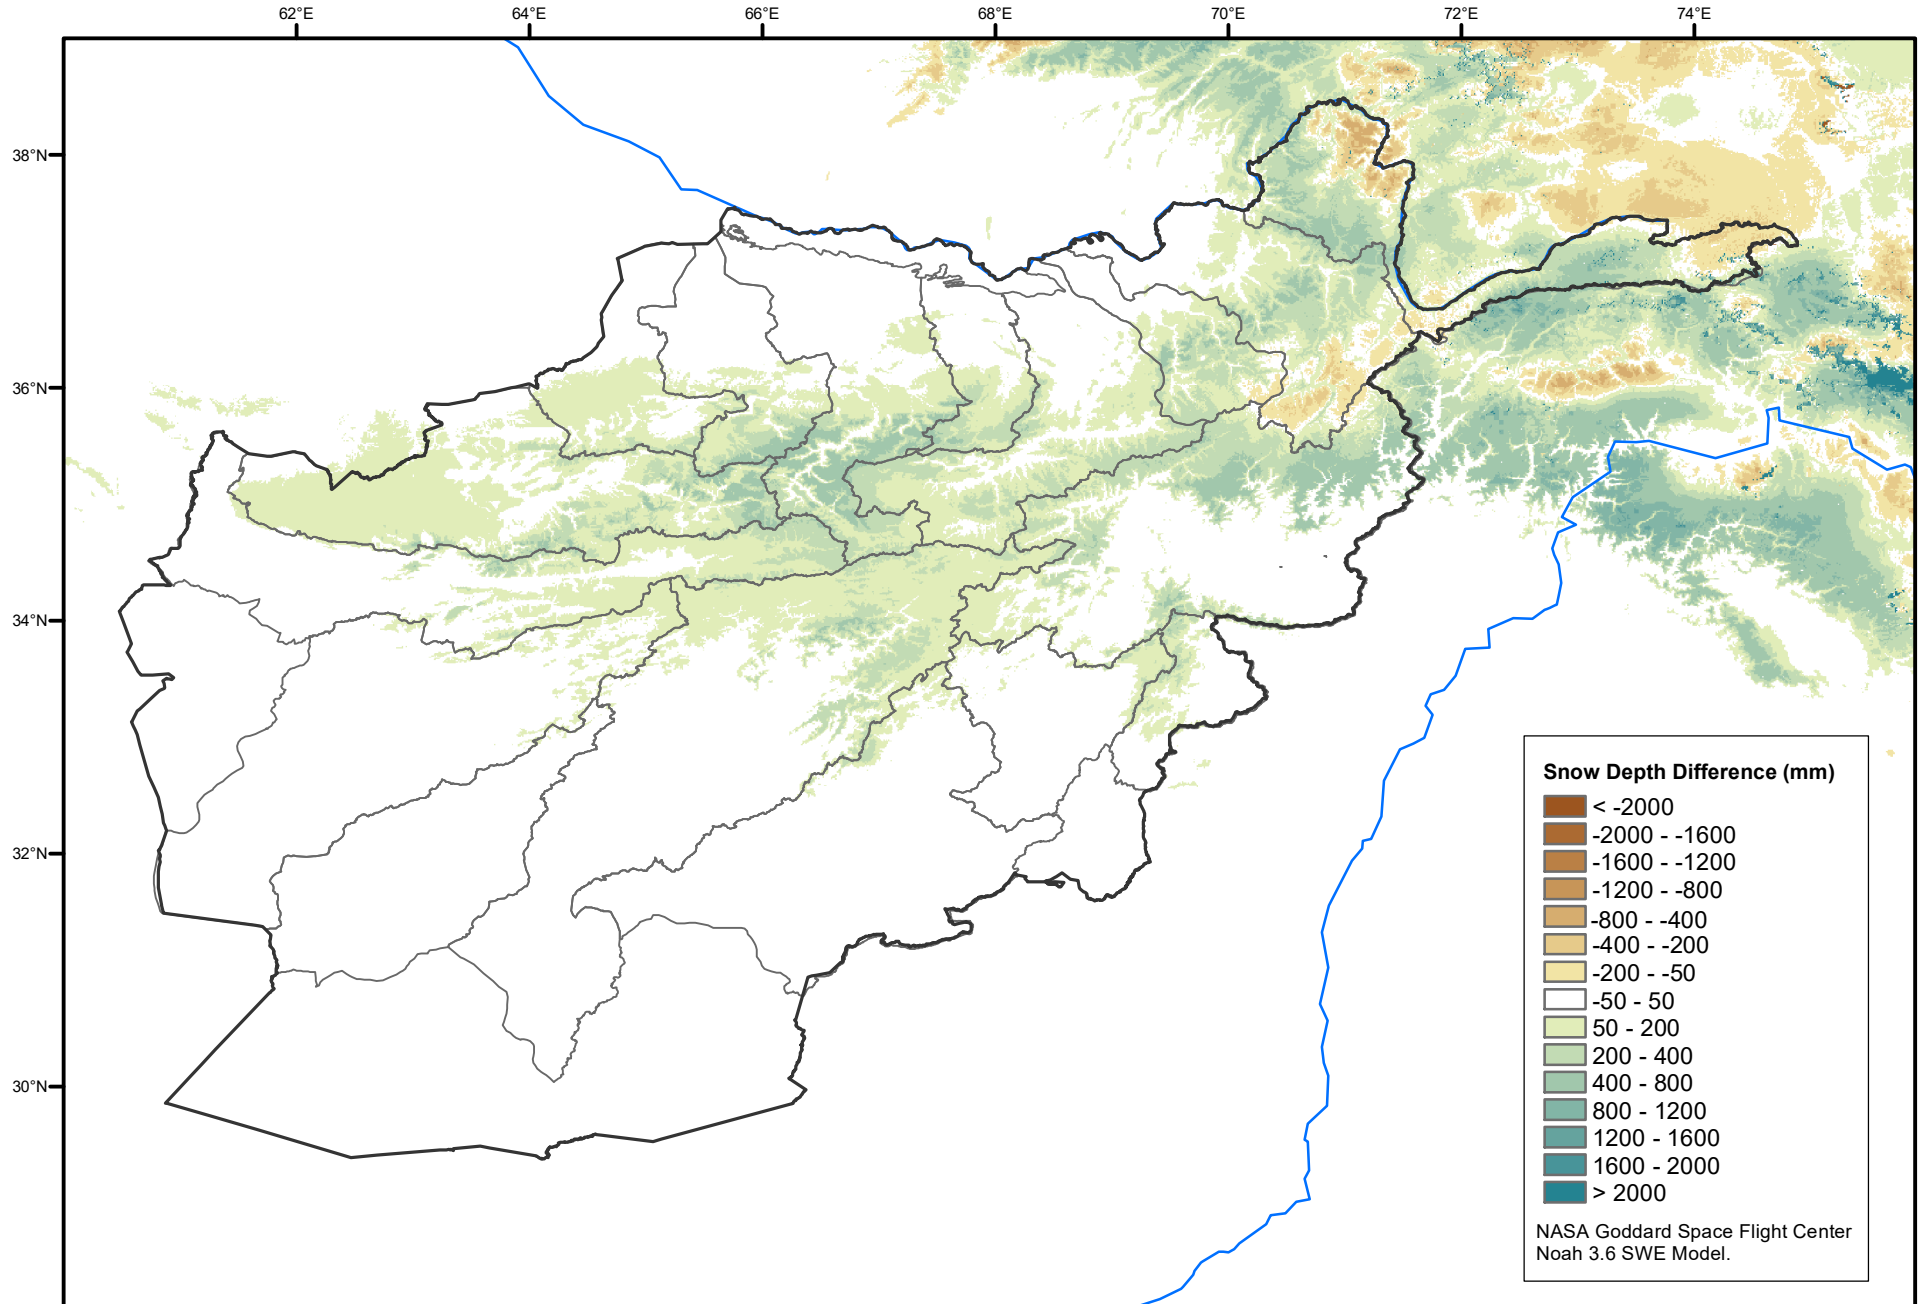 62°E 64°E 66°E 68°E 70°E 72°E 74°E
38°N
36°N
34°N
32°N
30°N
Snow Depth Difference (mm)
< -2000
-2000 - -1600
-1600 - -1200
-1200 - -800
-800 - -400
-400 - -200
-200 - -50
-50 - 50
50 - 200
200 - 400
400 - 800
800 - 1200
1200 - 1600
1600 - 2000
> 2000
NASA Goddard Space Flight Center
Noah 3.6 SWE Model.